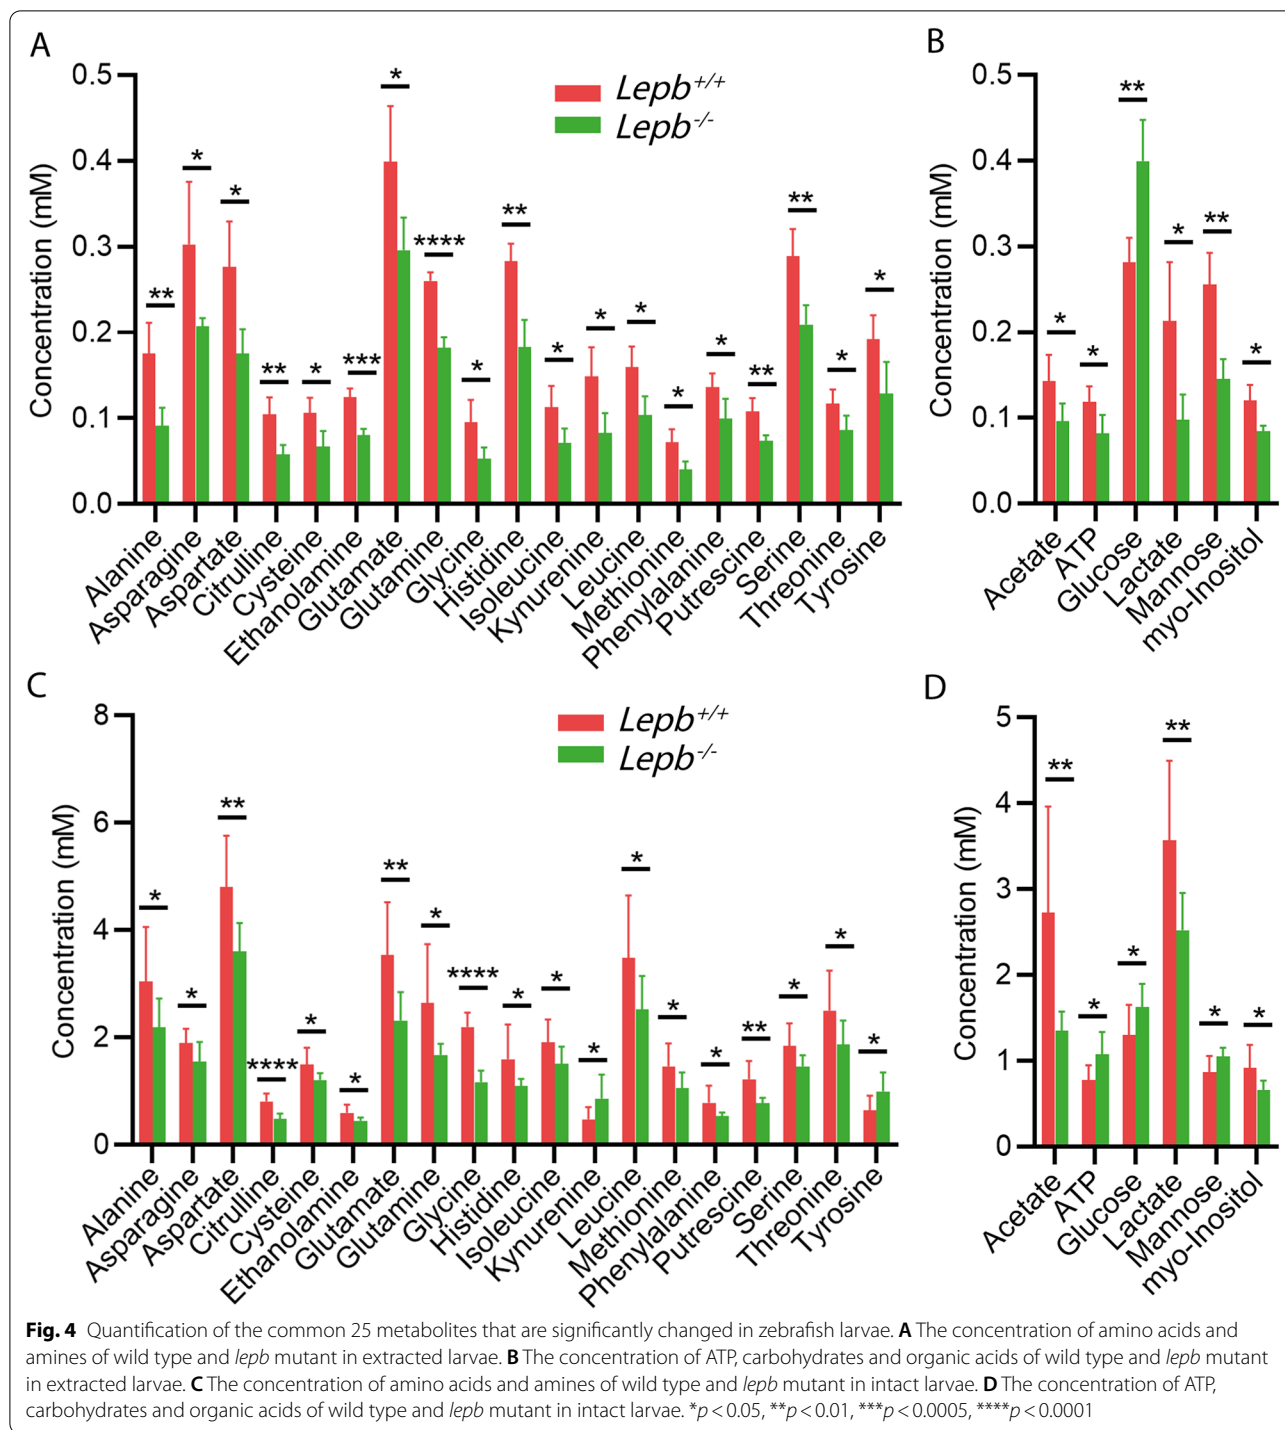 A
0.5
0.4
0.3
0.2
0.1
0.0
Concentration (mM)
Lepb+/+
Lepb-/-
** * * ** * *** * **** * ** * * * * * ** ** * *
Alanine
Asparagine
Aspartate
Citrulline
Cysteine
Ethanolamine
Glutamate
Glutamine
Glycine
Histidine
Isoleucine
Kynurenine
Leucine
Methionine
Phenylalanine
Putrescine
Serine
Threonine
Tyrosine
B
0.5
0.4
0.3
0.2
0.1
0.0
Concentration (mM)
* * ** * ** *
Acetate
ATP
Glucose
Lactate
Mannose
myo-Inositol
C
8
6
4
2
0
Concentration (mM)
Lepb+/+
Lepb-/-
* * ** **** * * ** * **** * * * * * * ** * * *
Alanine
Asparagine
Aspartate
Citrulline
Cysteine
Ethanolamine
Glutamate
Glutamine
Glycine
Histidine
Isoleucine
Kynurenine
Leucine
Methionine
Phenylalanine
Putrescine
Serine
Threonine
Tyrosine
D
5
4
3
2
1
0
Concentration (mM)
** * * ** * *
Acetate
ATP
Glucose
Lactate
Mannose
myo-Inositol
Fig. 4 Quantification of the common 25 metabolites that are significantly changed in zebrafish larvae. A The concentration of amino acids and
amines of wild type and lepb mutant in extracted larvae. B The concentration of ATP, carbohydrates and organic acids of wild type and lepb mutant
in extracted larvae. C The concentration of amino acids and amines of wild type and lepb mutant in intact larvae. D The concentration of ATP,
carbohydrates and organic acids of wild type and lepb mutant in intact larvae. *p < 0.05, **p < 0.01, ***p < 0.0005, ****p < 0.0001